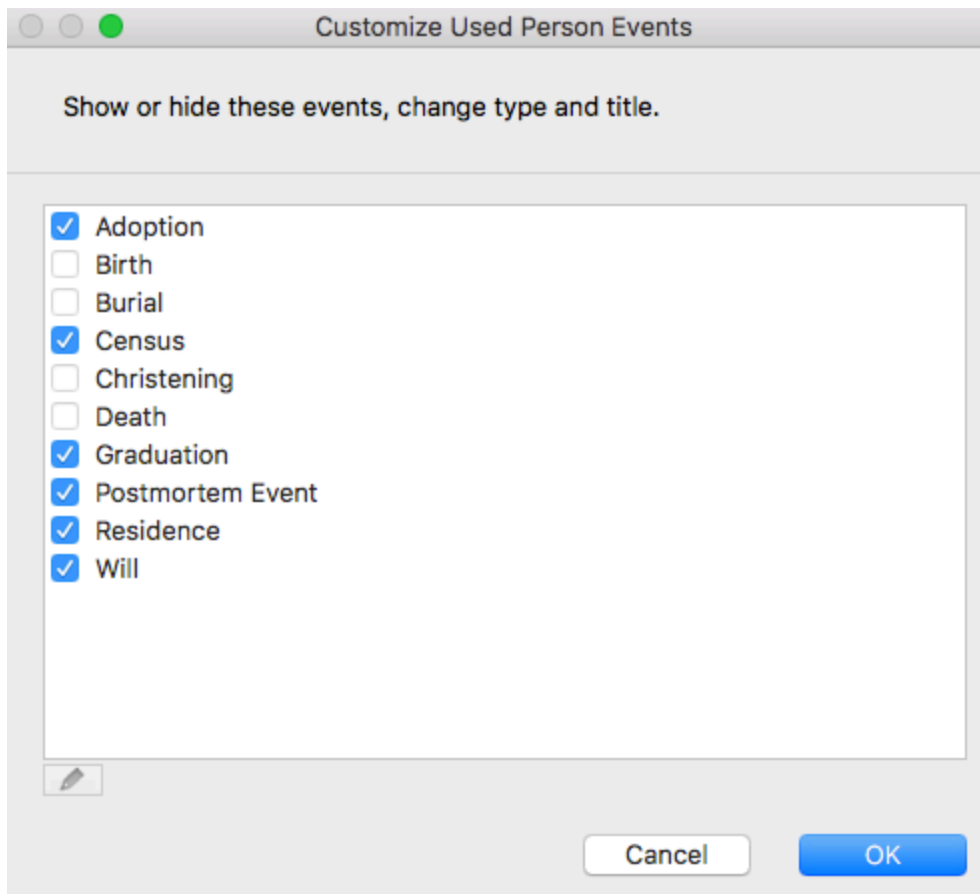 Customize Used Person Events
Show or hide these events, change type and title.
Adoption
Birth
Burial
Census
Christening
Death
Graduation
Postmortem Event
Residence
Will
Cancel
OK